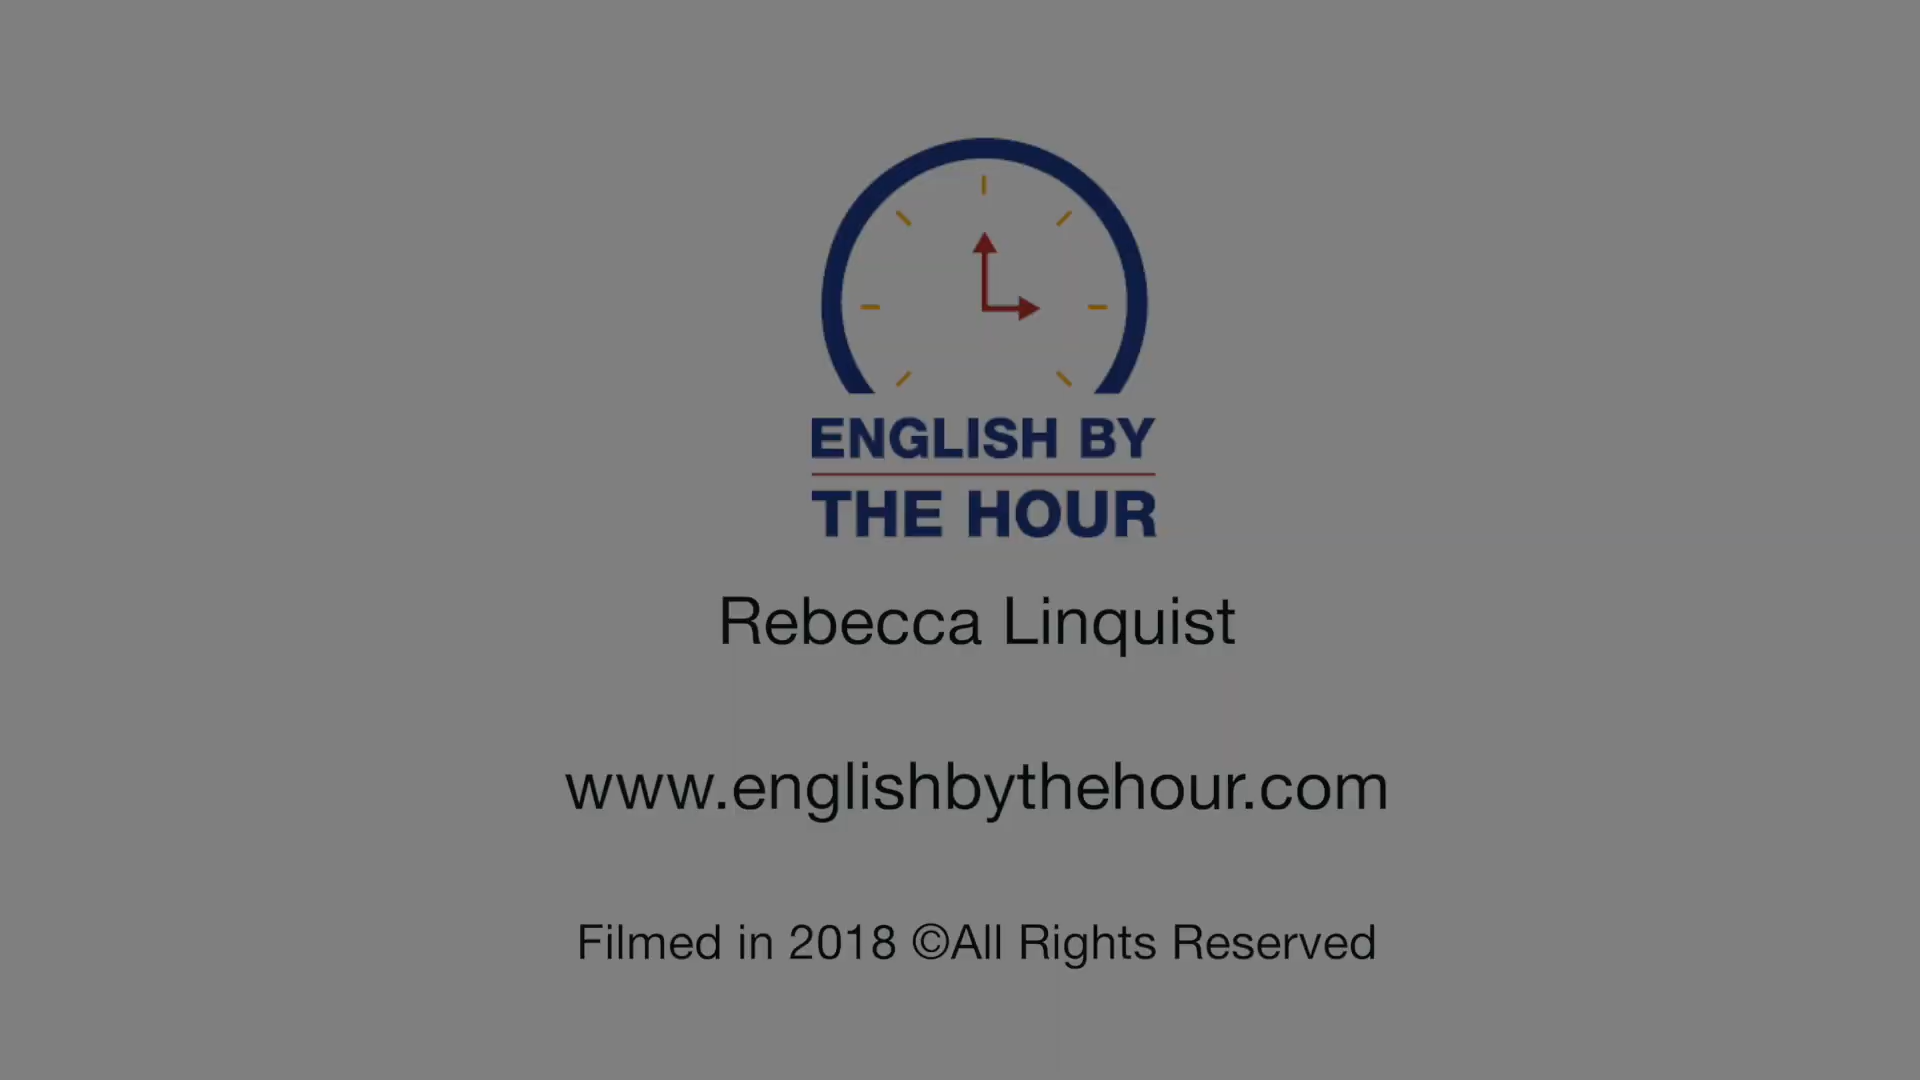 ENGLISH BY
THE HOUR
Rebecca Linquist
www.englishbythehour.com
Filmed in 2018 ©All Rights Reserved